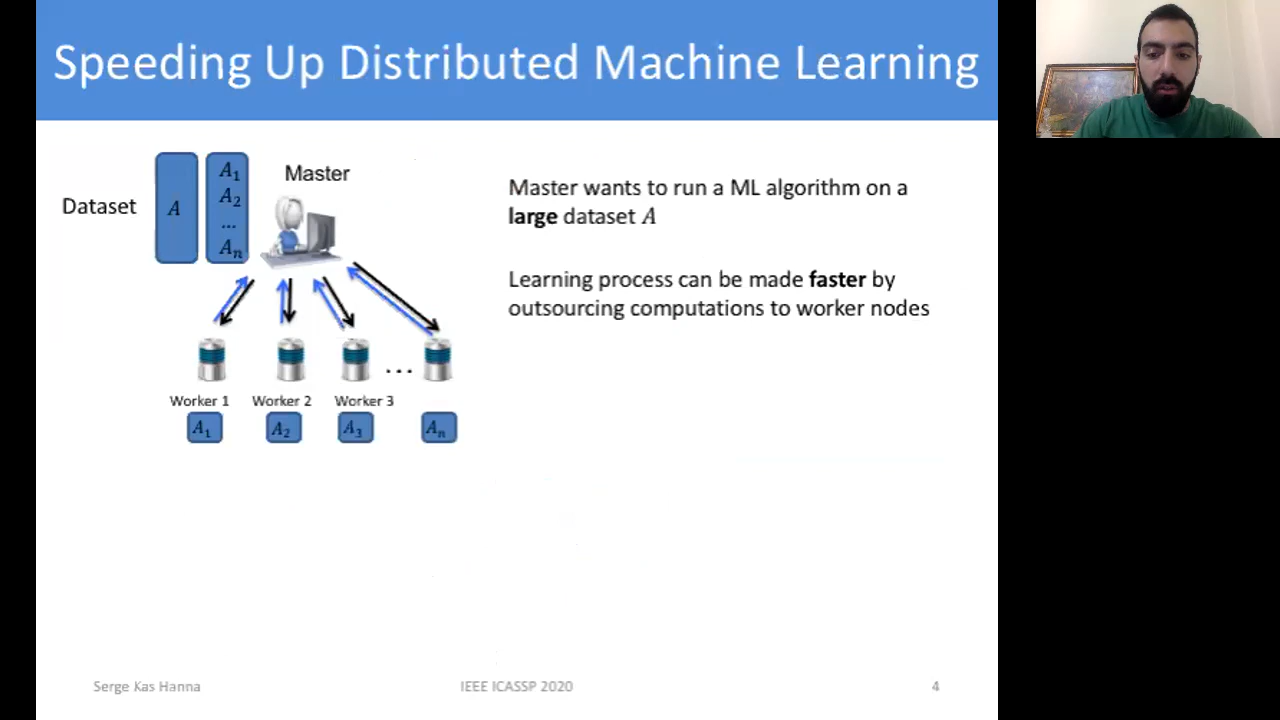 Speeding Up Distributed Machine Learning
Dataset
A
A1
A2
...
An
Master
Master wants to run a ML algorithm on a
large dataset A
Learning process can be made faster by
outsourcing computations to worker nodes
...
Worker 1
Worker 2
Worker 3
A1
A2
A3
An
Serge Kas Hanna
IEEE ICASSP 2020
4